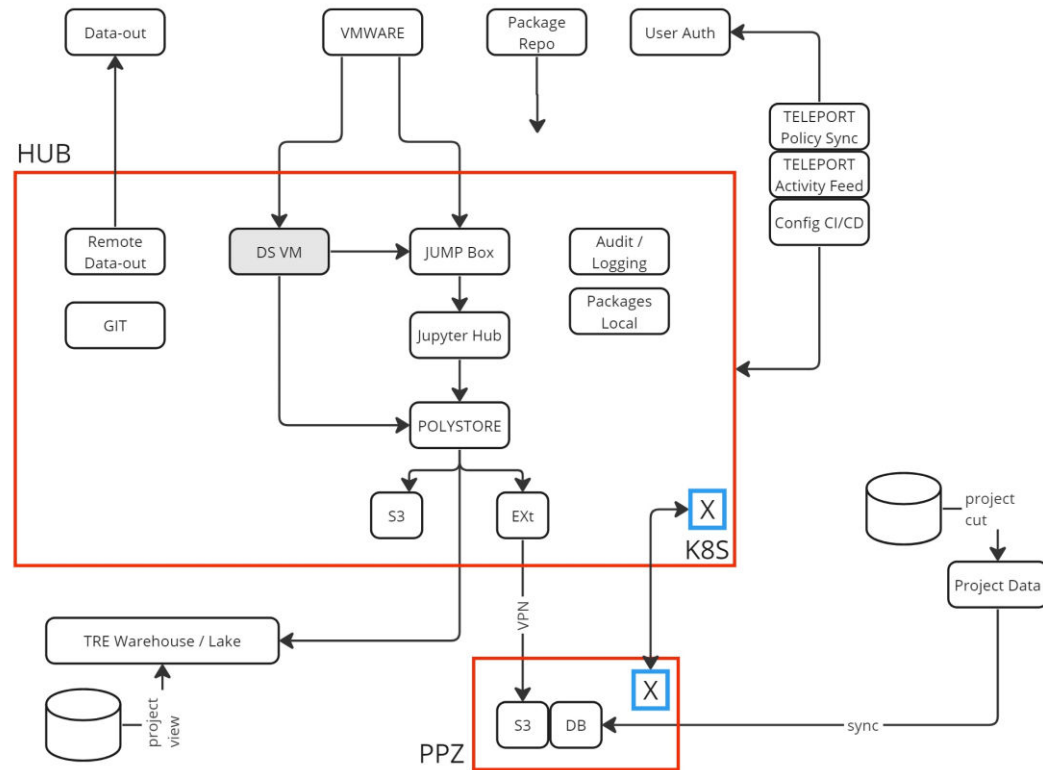 Data-out
VMWARE
Package
Repo
User Auth
TELEPORT
Policy Sync
TELEPORT
Activity Feed
Config CI/CD
HUB
Remote
Data-out
DS VM
JUMP Box
Audit /
Logging
GIT
Jupyter Hub
Packages
Local
POLYSTORE
S3
EXt
X
K8S
project
cut
Project Data
VPN
TRE Warehouse / Lake
project
view
X
S3
DB
sync
PPZ